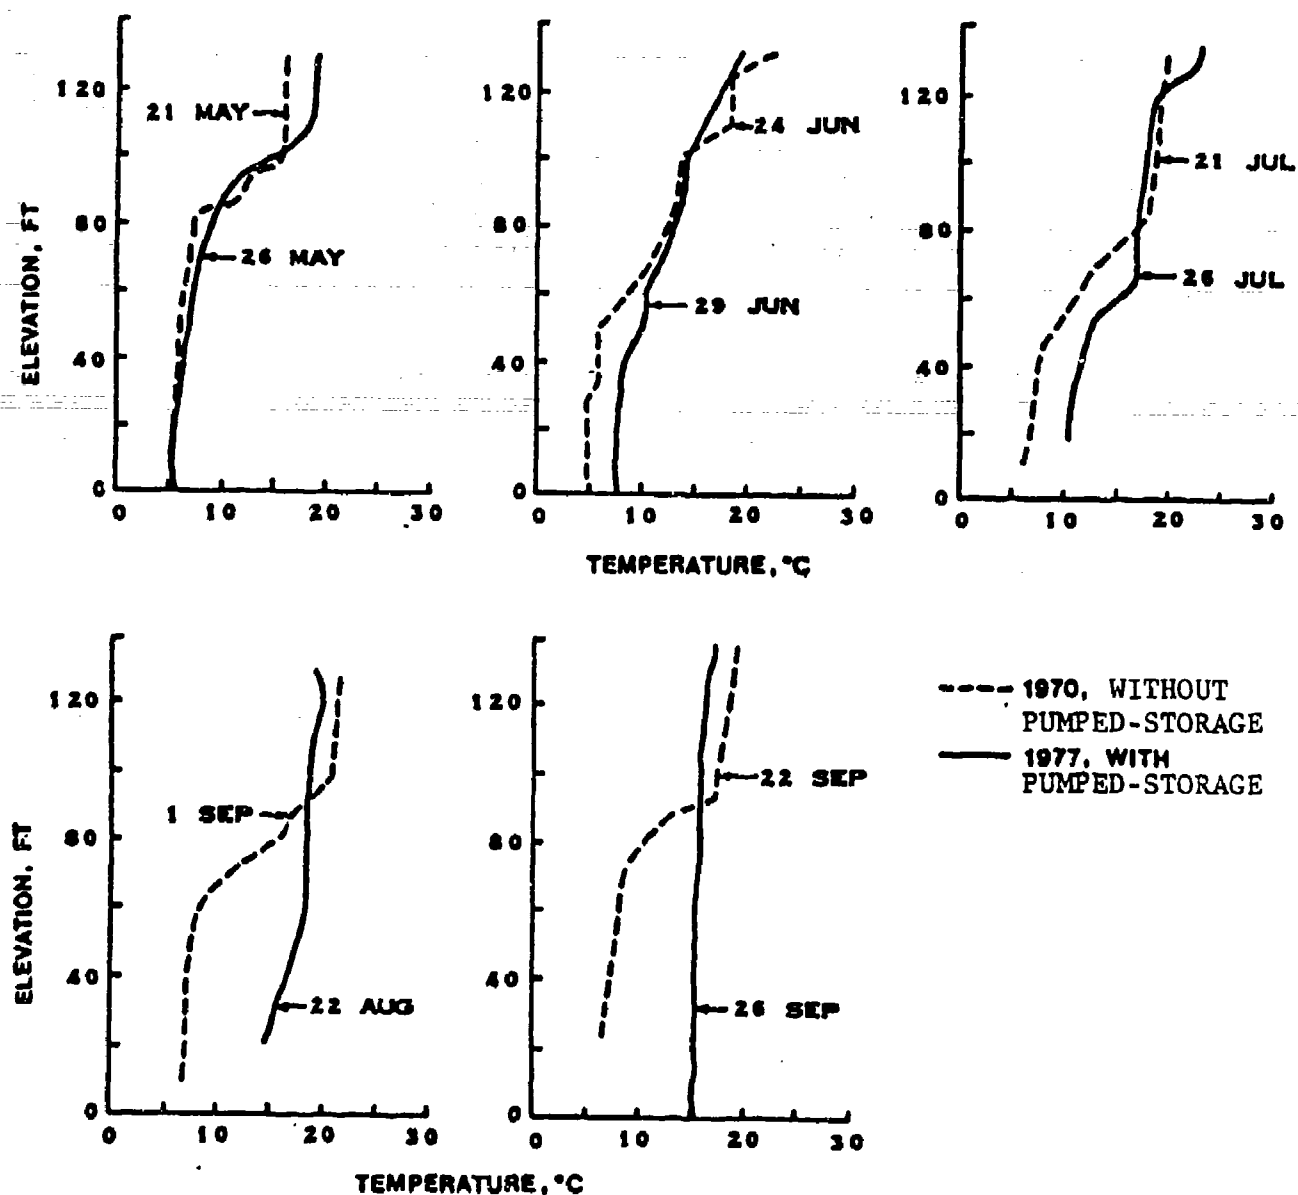 120
80
40
0
ELEVATION, FT
21 MAY
26 MAY
0 10 20 30
120
80
40
0
24 JUN
29 JUN
0 10 20 30
120
80
40
0
21 JUL
26 JUL
0 10 20 30
TEMPERATURE, °C
120
80
40
0
ELEVATION, FT
1 SEP
22 AUG
0 10 20 30
120
80
40
0
22 SEP
26 SEP
0 10 20 30
TEMPERATURE, °C
1970, WITHOUT
PUMPED-STORAGE
1977, WITH
PUMPED-STORAGE